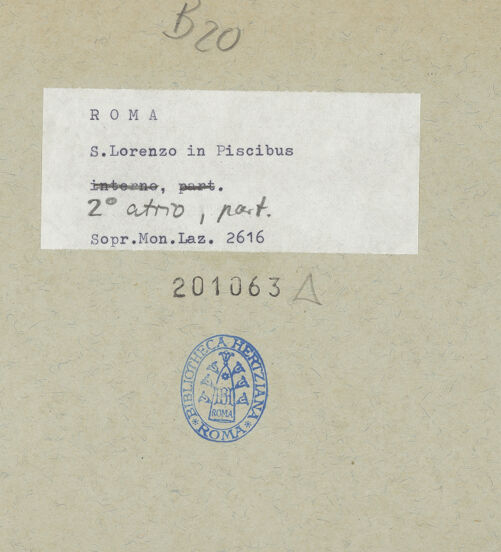 B20
ROMA
S.Lorenzo in Piscibus
interno, part.
2° atrio, part.
Sopr.Mon.Laz. 2616
201063
BIBLIOTHECA HERTZIANA
ROMA
ROMA